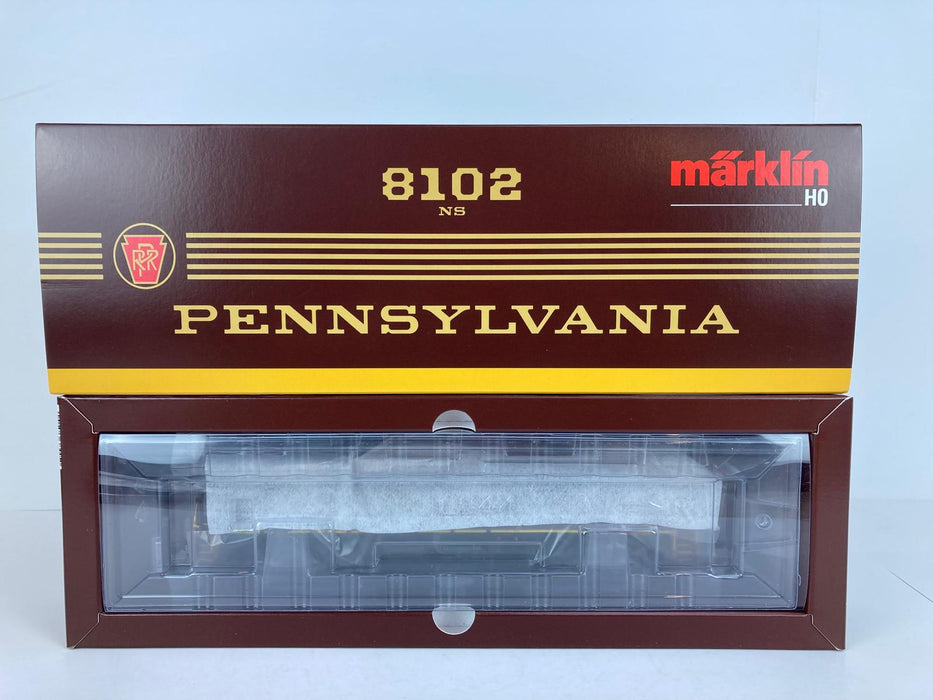 8102
NS
märklin
H0
PRR
PENNSYLVANIA